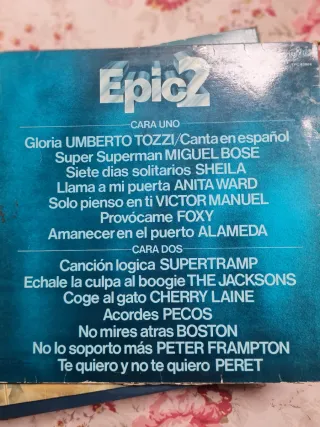 Epic 2
CARA UNO
Gloria UMBERTO TOZZI/Canta en español
Super Superman MIGUEL BOSE
Siete dias solitarios SHEILA
Llama a mi puerta ANITA WARD
Solo pienso en ti VICTOR MANUEL
Provócame FOXY
Amanecer en el puerto ALAMEDA
CARA DOS
Canción logica SUPERTRAMP
Echale la culpa al boogie THE JACKSONS
Coge al gato CHERRY LAINE
Acordes PECOS
No mires atras BOSTON
No lo soporto más PETER FRAMPTON
Te quiero y no te quiero PERET